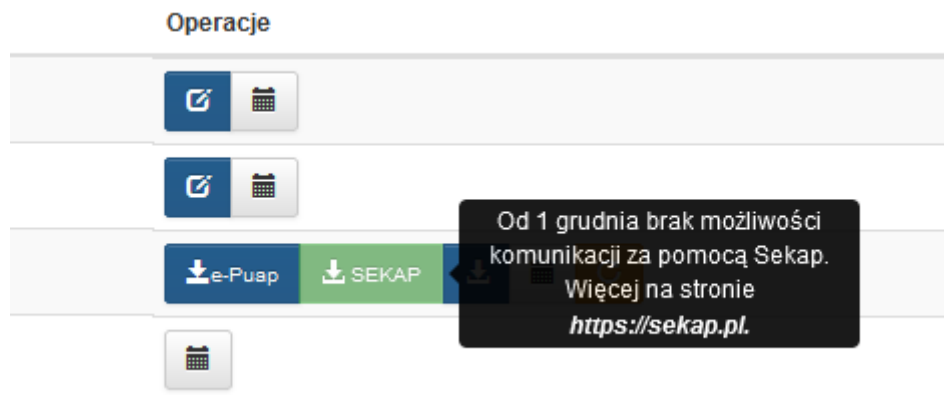 Operacje
e-Puap SEKAP
Od 1 grudnia brak możliwości
komunikacji za pomocą Sekap.
Więcej na stronie
https://sekap.pl.